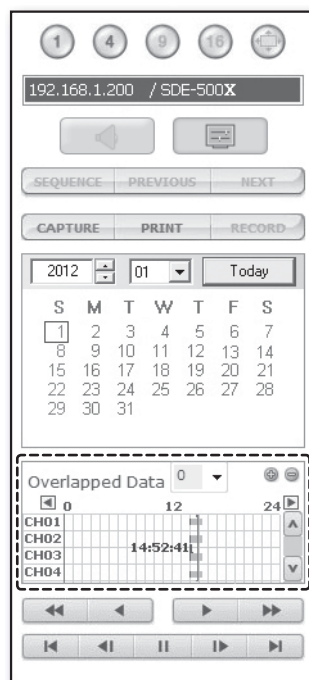 1 4 9 16
192.168.1.200 / SDE-500X
SEQUENCE PREVIOUS NEXT
CAPTURE PRINT RECORD
2012 01 Today
S M T W T F S
1 2 3 4 5 6 7
8 9 10 11 12 13 14
15 16 17 18 19 20 21
22 23 24 25 26 27 28
29 30 31
Overlapped Data 0
0 12 24
CH01
CH02
14:52:41
CH03
CH04